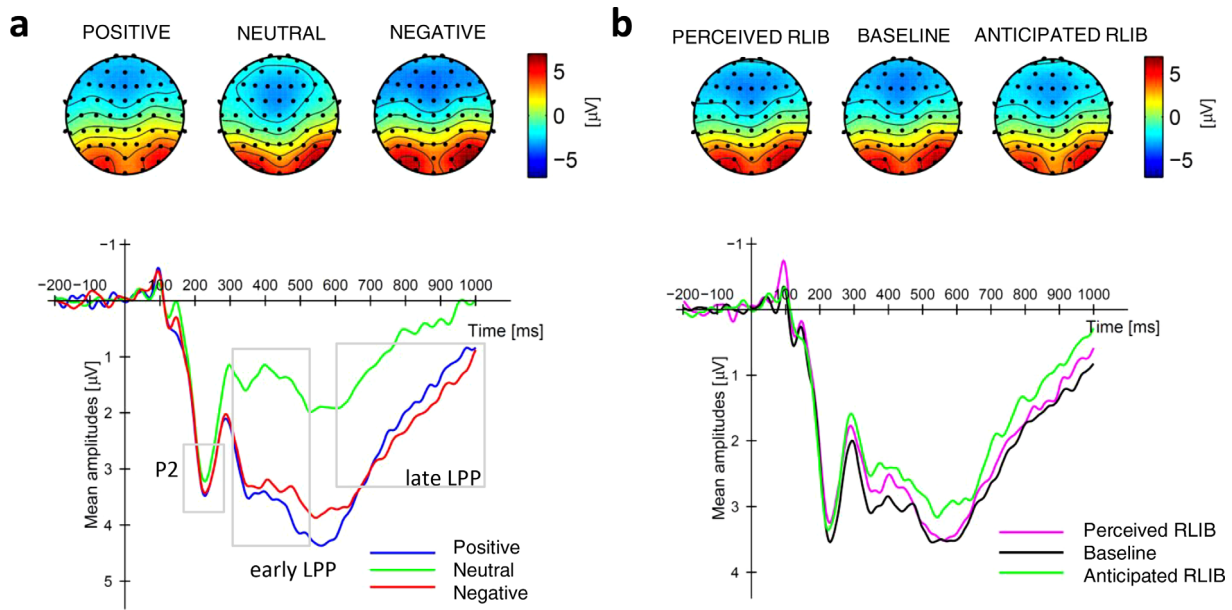 a
POSITIVE NEUTRAL NEGATIVE
5
0
−5
[µV]
−1
−200 −100 100 200 300 400 500 600 700 800 900 1000
Time [ms]
Mean amplitudes [µV]
1
2
3
4
5
P2
early LPP
late LPP
Positive
Neutral
Negative
b
PERCEIVED RLIB BASELINE ANTICIPATED RLIB
5
0
−5
[µV]
−1
−200 −100 100 200 300 400 500 600 700 800 900 1000
Time [ms]
Mean amplitudes [µV]
1
2
3
4
Perceived RLIB
Baseline
Anticipated RLIB